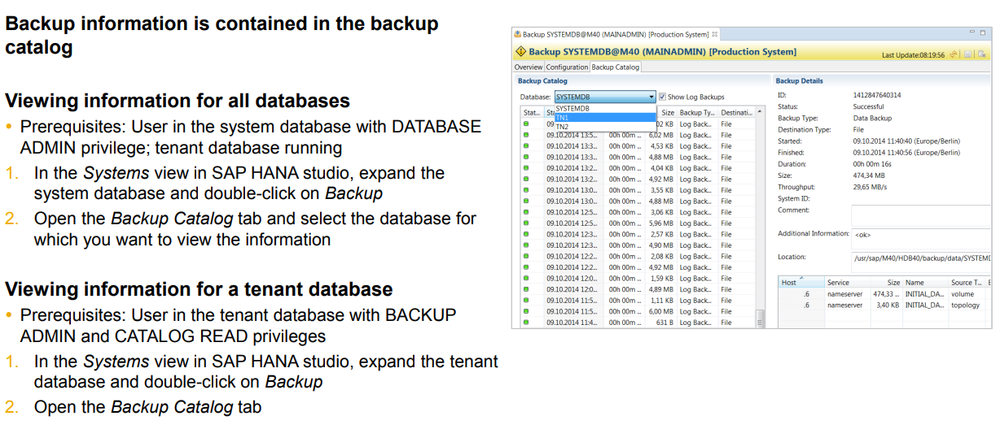 Backup information is contained in the backup
catalog
Viewing information for all databases
• Prerequisites: User in the system database with DATABASE
ADMIN privilege; tenant database running
1. In the Systems view in SAP HANA studio, expand the
system database and double-click on Backup
2. Open the Backup Catalog tab and select the database for
which you want to view the information
Viewing information for a tenant database
• Prerequisites: User in the tenant database with BACKUP
ADMIN and CATALOG READ privileges
1. In the Systems view in SAP HANA studio, expand the tenant
database and double-click on Backup
2. Open the Backup Catalog tab
Backup SYSTEMDB@M40 (MAINADMIN) [Production System]
Backup SYSTEMDB@M40 (MAINADMIN) [Production System]
Last Update:08:19:56
Overview Configuration Backup Catalog
Backup Catalog
Database: SYSTEMDB Show Log Backups
SYSTEMDB
TN1
TN2
Stat... Sta Size Backup Ty... Destinati...
09. 02 KB Log Back... File
09.10.2014 13:5... 00h 00m ... 6,02 MB Log Back... File
09.10.2014 13:3... 00h 00m ... 4,53 KB Log Back... File
09.10.2014 13:3... 00h 00m ... 4,88 MB Log Back... File
09.10.2014 13:2... 00h 00m ... 4,04 KB Log Back... File
09.10.2014 13:2... 00h 00m ... 4,92 MB Log Back... File
09.10.2014 13:0... 00h 00m ... 3,55 KB Log Back... File
09.10.2014 13:0... 00h 00m ... 4,88 MB Log Back... File
09.10.2014 12:5... 00h 00m ... 3,06 KB Log Back... File
09.10.2014 12:5... 00h 00m ... 5,96 MB Log Back... File
09.10.2014 12:3... 00h 00m ... 2,57 KB Log Back... File
09.10.2014 12:3... 00h 00m ... 4,90 MB Log Back... File
09.10.2014 12:2... 00h 00m ... 2,08 KB Log Back... File
09.10.2014 12:2... 00h 00m ... 4,92 MB Log Back... File
09.10.2014 12:0... 00h 00m ... 1,59 KB Log Back... File
09.10.2014 12:0... 00h 00m ... 4,89 MB Log Back... File
09.10.2014 11:5... 00h 00m ... 1,11 KB Log Back... File
09.10.2014 11:5... 00h 00m ... 6,00 MB Log Back... File
09.10.2014 11:4... 00h 00m ... 631 B Log Back... File
Backup Details
ID: 1412847640314
Status: Successful
Backup Type: Data Backup
Destination Type: File
Started: 09.10.2014 11:40:40 (Europe/Berlin)
Finished: 09.10.2014 11:40:56 (Europe/Berlin)
Duration: 00h 00m 16s
Size: 474,34 MB
Throughput: 29,65 MB/s
System ID:
Comment:
Additional Information: <ok>
Location: /usr/sap/M40/HDB40/backup/data/SYSTEMD
Host Service Size Name Source T...
.6 nameserver 474,33 ... INITIAL_DA... volume
.6 nameserver 3,40 KB INITIAL_DA... topology